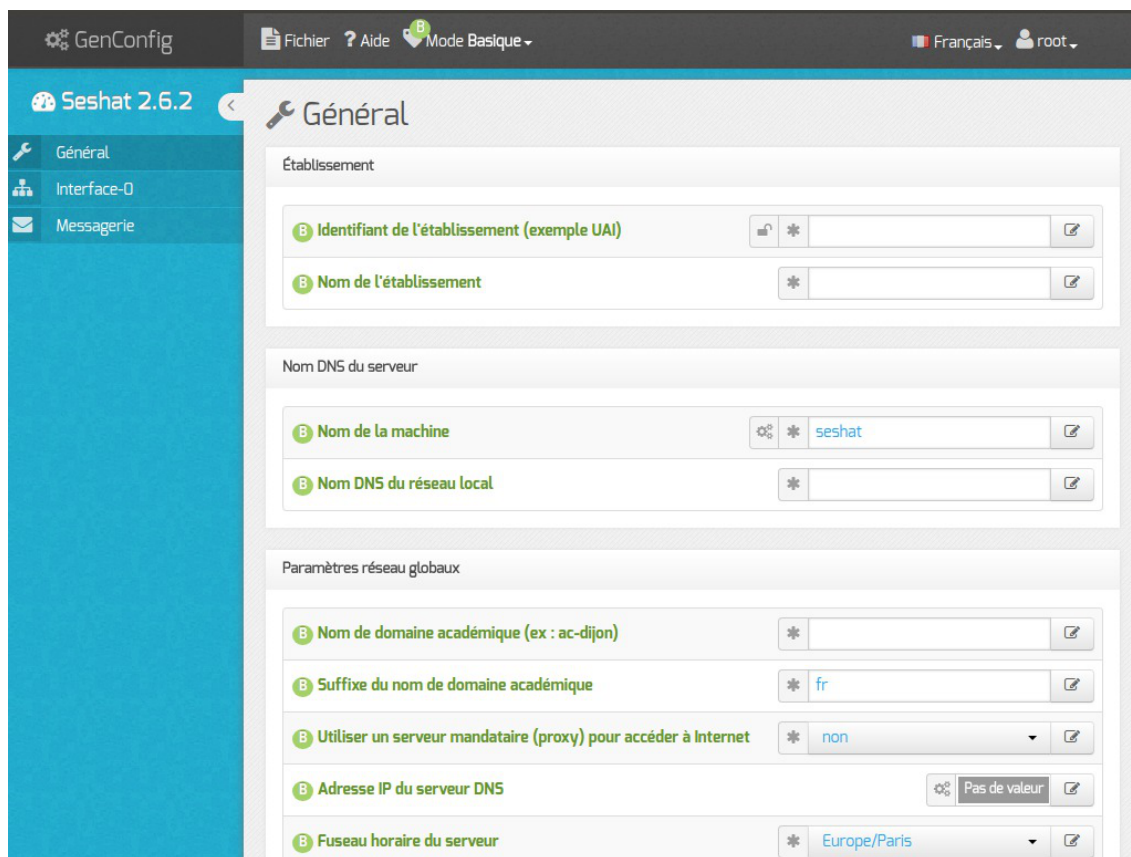 GenConfig
Fichier ? Aide B Mode Basique
Français root
Seshat 2.6.2
Général
Interface-0
Messagerie
Général
Établissement
B Identifiant de l'établissement (exemple UAI)
B Nom de l'établissement
Nom DNS du serveur
B Nom de la machine seshat
B Nom DNS du réseau local
Paramètres réseau globaux
B Nom de domaine académique (ex : ac-dijon)
B Suffixe du nom de domaine académique fr
B Utiliser un serveur mandataire (proxy) pour accéder à Internet non
B Adresse IP du serveur DNS Pas de valeur
B Fuseau horaire du serveur Europe/Paris